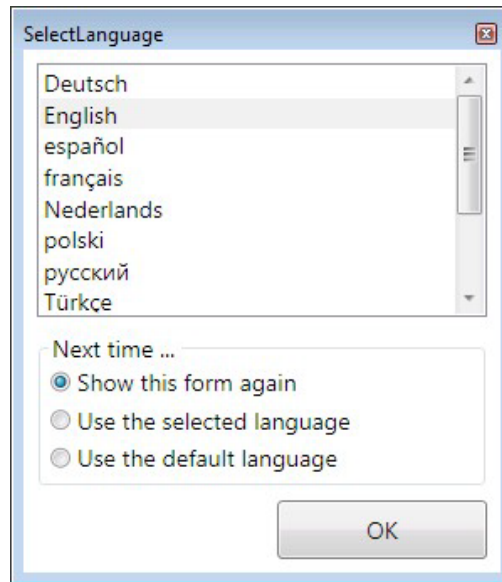 SelectLanguage
Deutsch
English
español
français
Nederlands
polski
русский
Türkçe
Next time ...
Show this form again
Use the selected language
Use the default language
OK